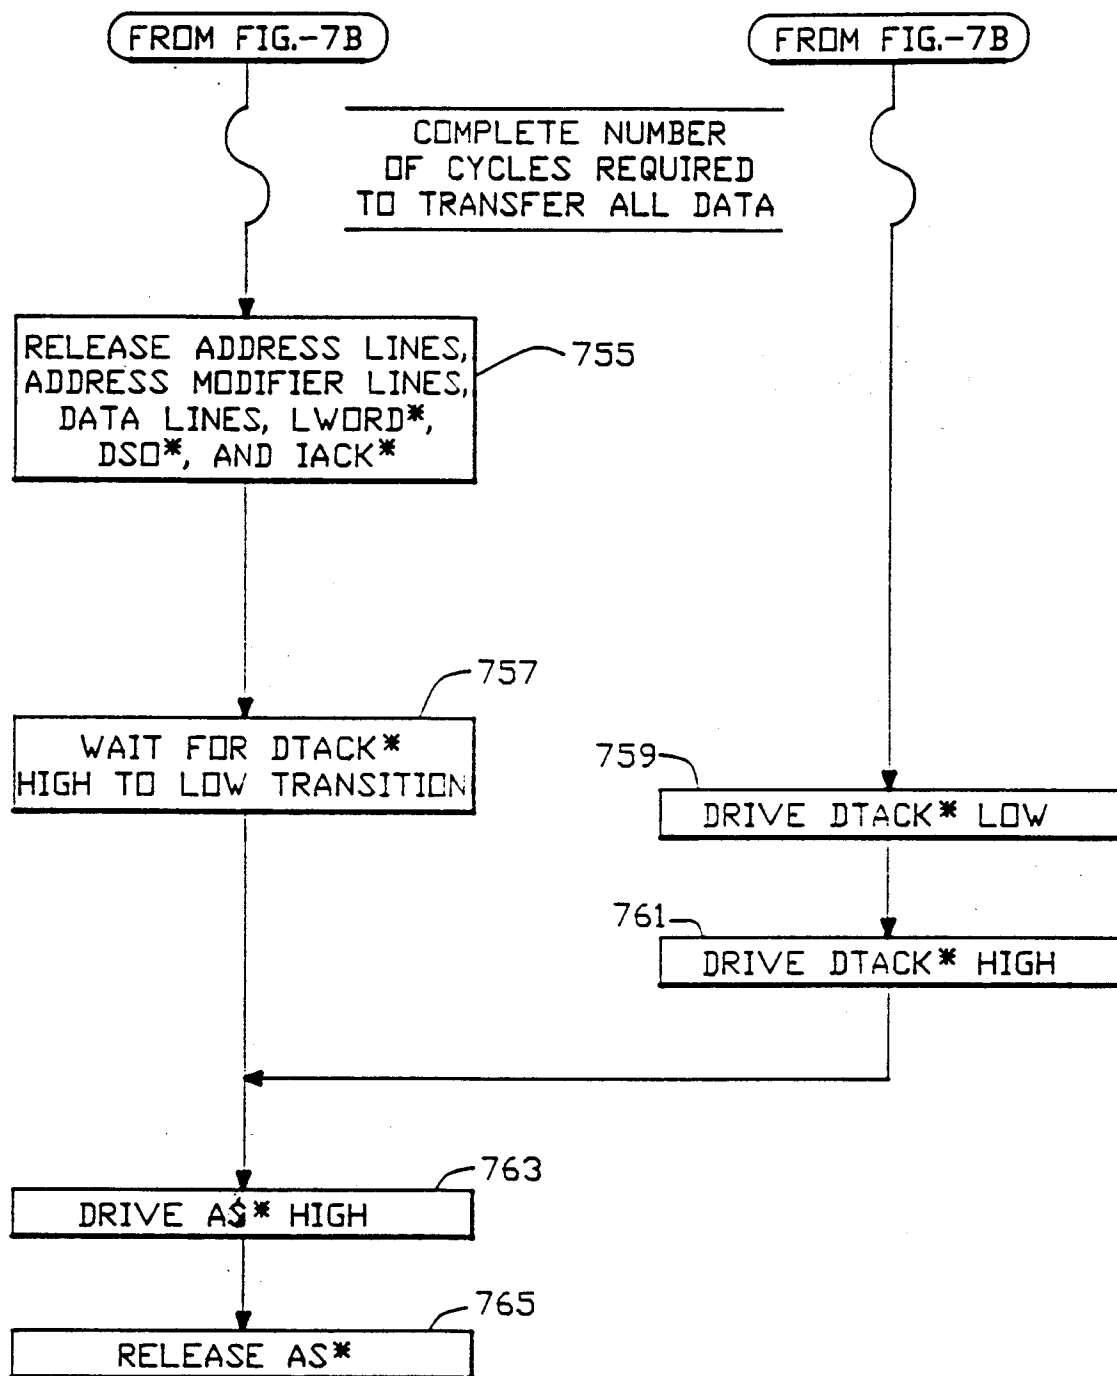 FROM FIG.-7B
FROM FIG.-7B
COMPLETE NUMBER
OF CYCLES REQUIRED
TO TRANSFER ALL DATA
RELEASE ADDRESS LINES,
ADDRESS MODIFIER LINES,
DATA LINES, LWORD*,
DSO*, AND IACK*
755
757
WAIT FOR DTACK*
HIGH TO LOW TRANSITION
759
DRIVE DTACK* LOW
761
DRIVE DTACK* HIGH
763
DRIVE AS* HIGH
765
RELEASE AS*